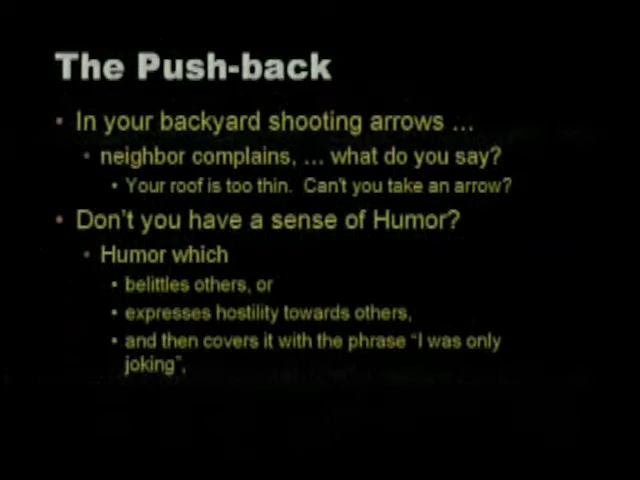 The Push-back
• In your backyard shooting arrows ...
• neighbor complains, ... what do you say?
• Your roof is too thin. Can't you take an arrow?
• Don't you have a sense of Humor?
• Humor which
• belittles others, or
• expresses hostility towards others,
• and then covers it with the phrase “I was only
joking”,